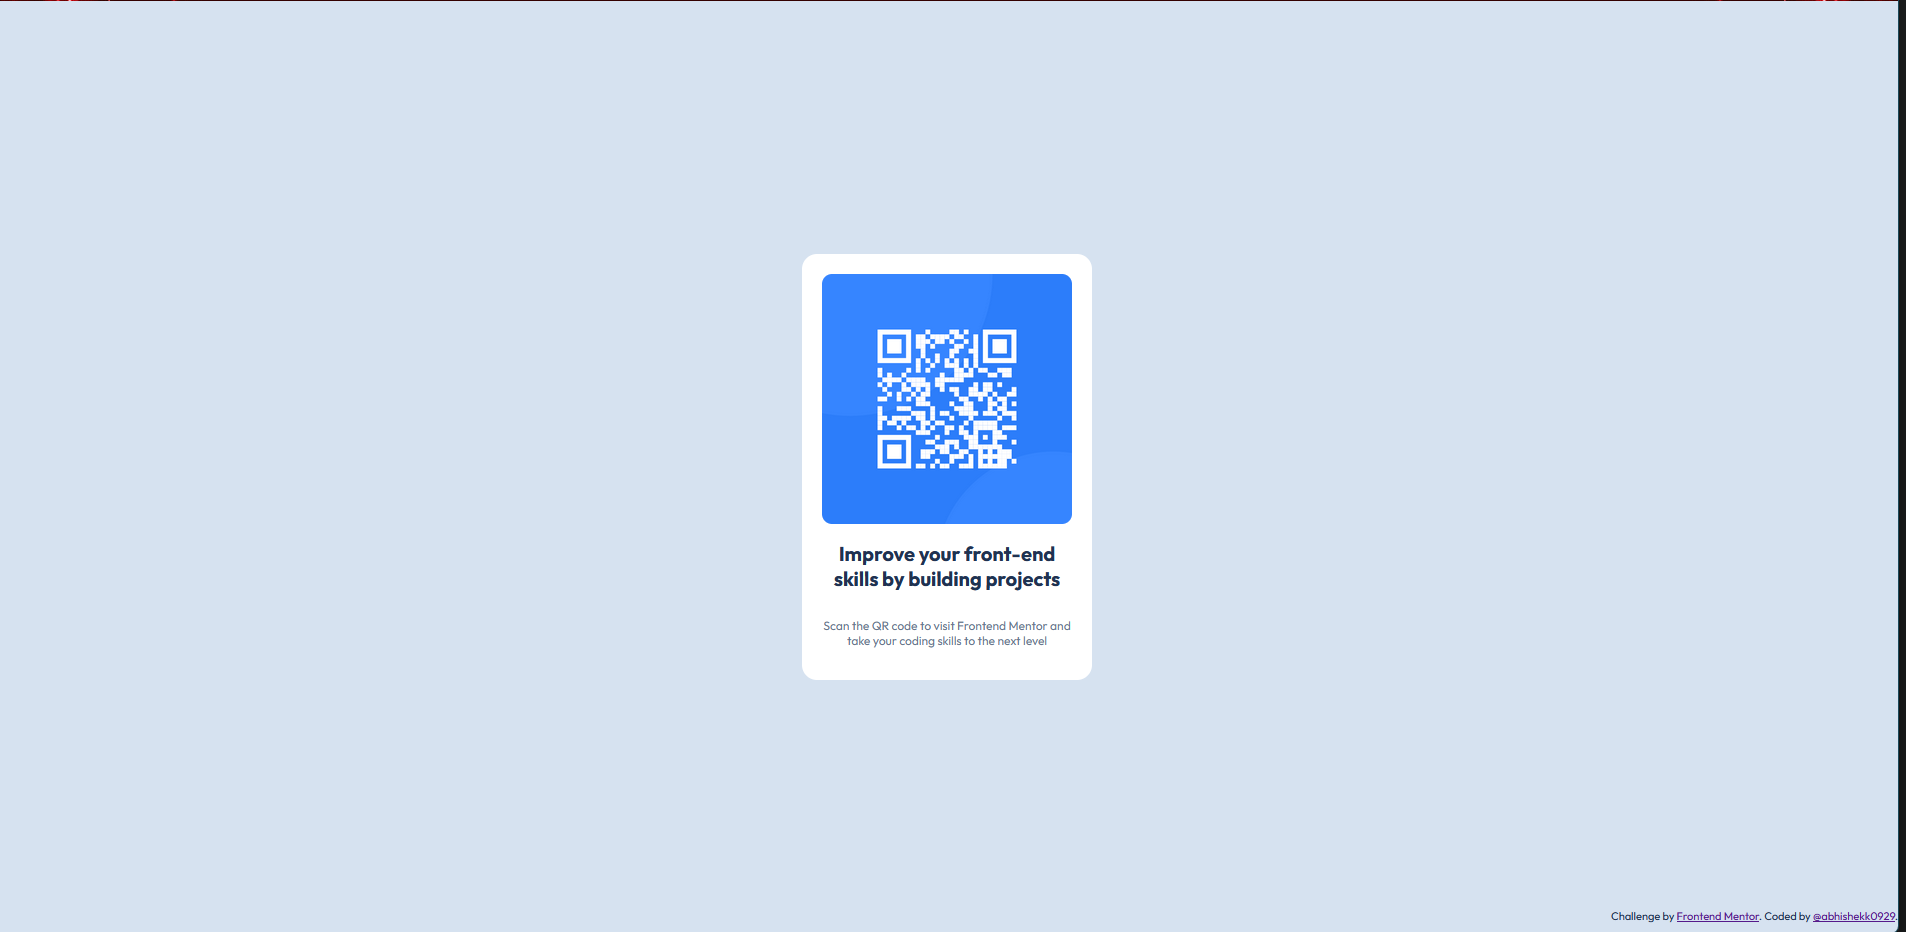 Improve your front-end
skills by building projects
Scan the QR code to visit Frontend Mentor and
take your coding skills to the next level
Challenge by Frontend Mentor. Coded by @abhishekk0929.